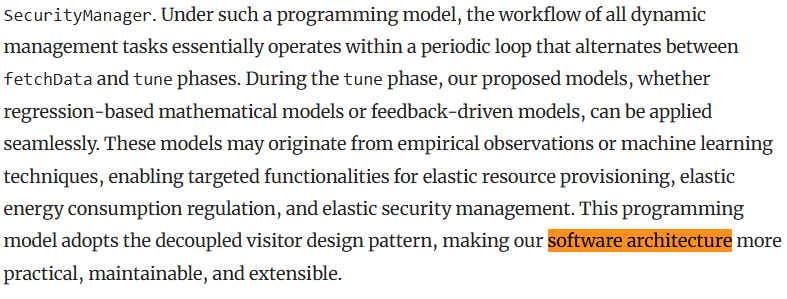 SecurityManager. Under such a programming model, the workflow of all dynamic
management tasks essentially operates within a periodic loop that alternates between
fetchData and tune phases. During the tune phase, our proposed models, whether
regression-based mathematical models or feedback-driven models, can be applied
seamlessly. These models may originate from empirical observations or machine learning
techniques, enabling targeted functionalities for elastic resource provisioning, elastic
energy consumption regulation, and elastic security management. This programming
model adopts the decoupled visitor design pattern, making our software architecture more
practical, maintainable, and extensible.